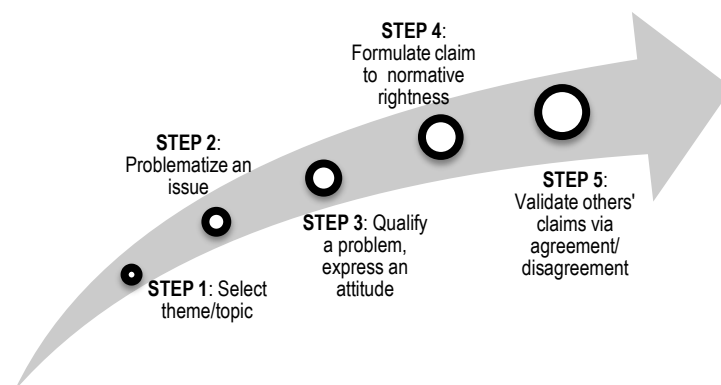 STEP 1: Select
theme/topic
STEP 2:
Problematize an
issue
STEP 3: Qualify
a problem,
express an
attitude
STEP 4:
Formulate claim
to normative
rightness
STEP 5:
Validate others'
claims via
agreement/
disagreement